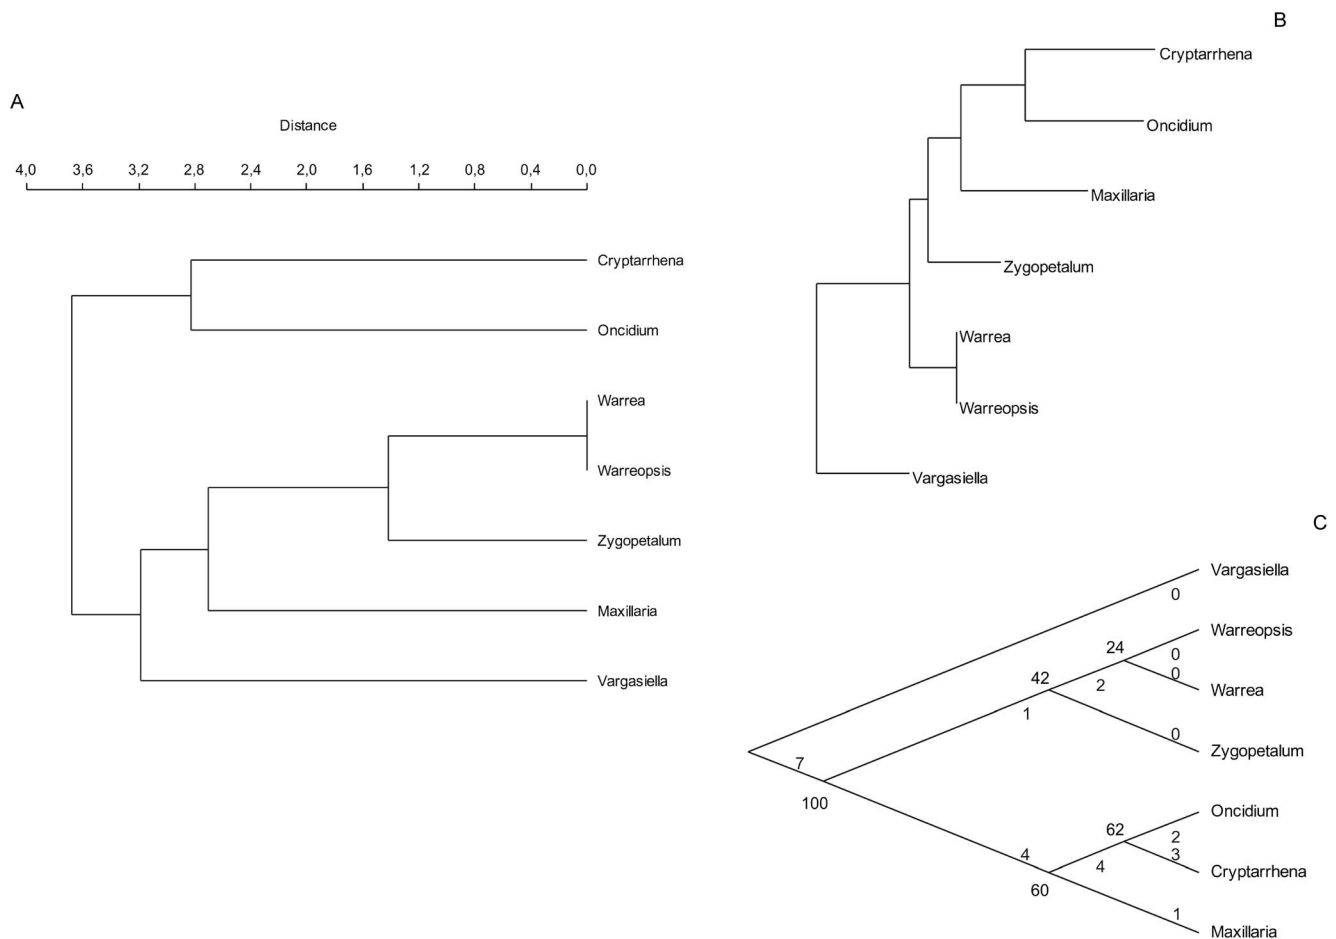 A
Distance
4,0 3,6 3,2 2,8 2,4 2,0 1,6 1,2 0,8 0,4 0,0
Cryptarrhena
Oncidium
Warrea
Warreopsis
Zygopetalum
Maxillaria
Vargasiella
B
Cryptarrhena
Oncidium
Maxillaria
Zygopetalum
Warrea
Warreopsis
Vargasiella
C
Vargasiella
0
Warreopsis
24
0
0
42
2
Warrea
1
0
Zygopetalum
7
100
Oncidium
62
2
4
3
4
Cryptarrhena
60
1
Maxillaria